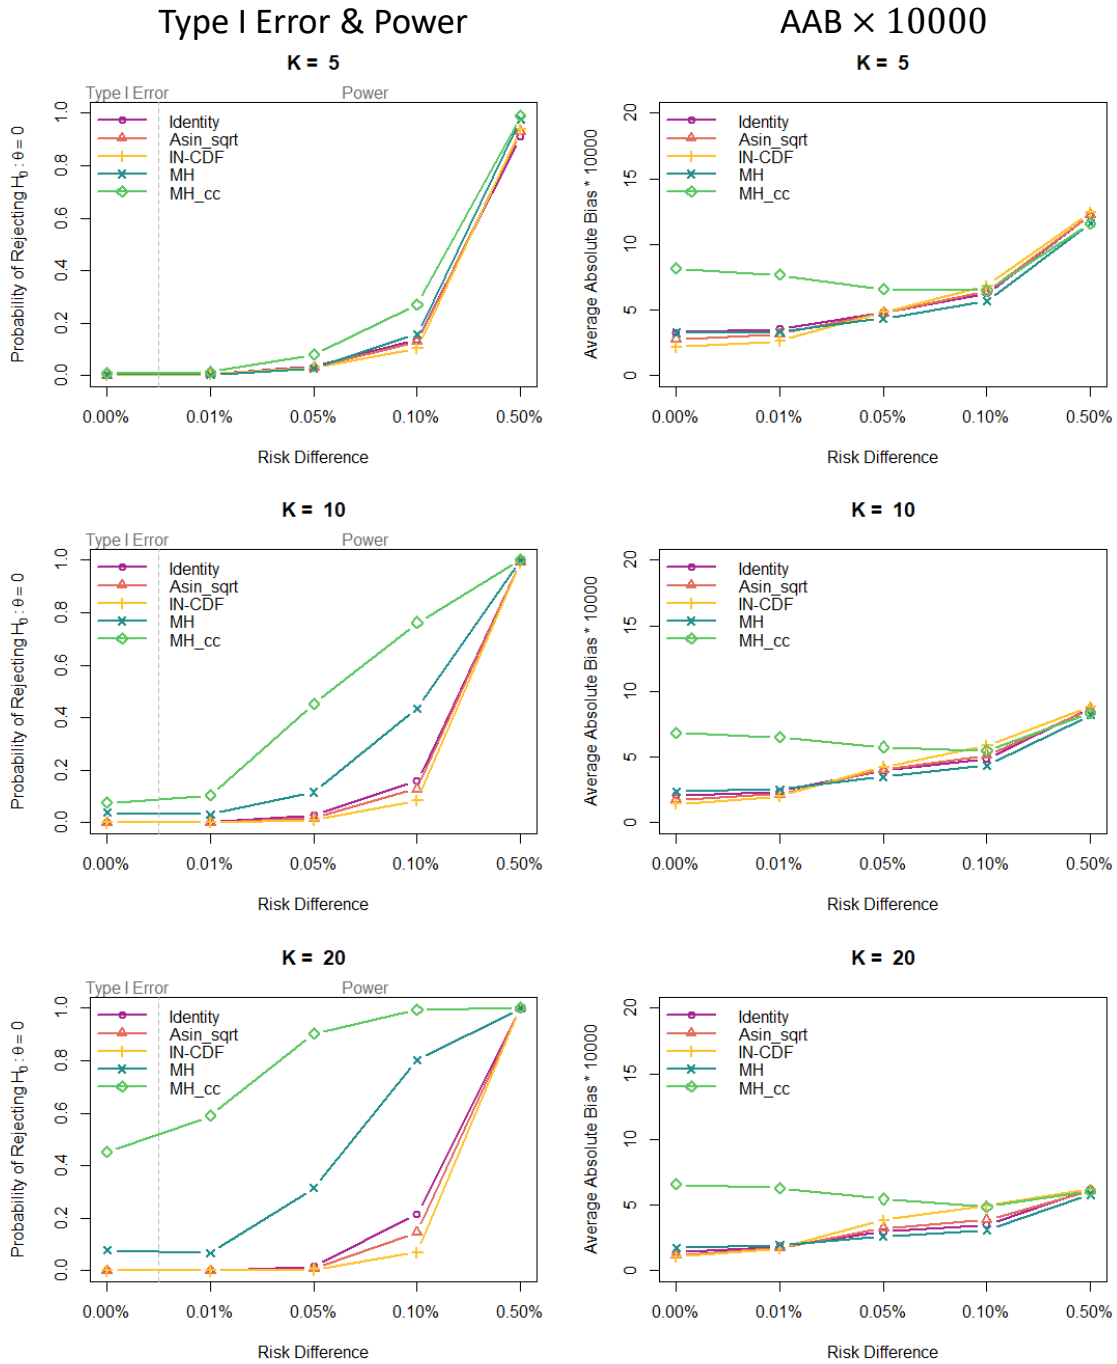 Type I Error & Power
AAB × 10000
K = 5
Type I Error
Power
Probability of Rejecting H₀ : θ = 0
1.0
0.8
0.6
0.4
0.2
0.0
Identity
Asin_sqrt
IN-CDF
MH
MH_cc
0.00%
0.01%
0.05%
0.10%
0.50%
Risk Difference
K = 5
Average Absolute Bias * 10000
20
15
10
5
0
Identity
Asin_sqrt
IN-CDF
MH
MH_cc
0.00%
0.01%
0.05%
0.10%
0.50%
Risk Difference
K = 10
Type I Error
Power
Probability of Rejecting H₀ : θ = 0
1.0
0.8
0.6
0.4
0.2
0.0
Identity
Asin_sqrt
IN-CDF
MH
MH_cc
0.00%
0.01%
0.05%
0.10%
0.50%
Risk Difference
K = 10
Average Absolute Bias * 10000
20
15
10
5
0
Identity
Asin_sqrt
IN-CDF
MH
MH_cc
0.00%
0.01%
0.05%
0.10%
0.50%
Risk Difference
K = 20
Type I Error
Power
Probability of Rejecting H₀ : θ = 0
1.0
0.8
0.6
0.4
0.2
0.0
Identity
Asin_sqrt
IN-CDF
MH
MH_cc
0.00%
0.01%
0.05%
0.10%
0.50%
Risk Difference
K = 20
Average Absolute Bias * 10000
20
15
10
5
0
Identity
Asin_sqrt
IN-CDF
MH
MH_cc
0.00%
0.01%
0.05%
0.10%
0.50%
Risk Difference